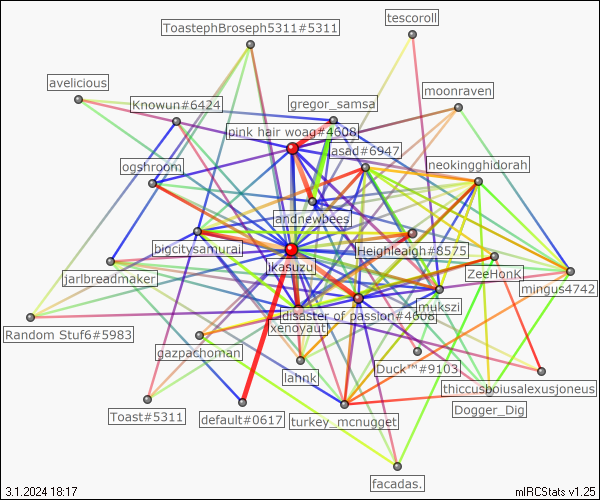 tescoroll
ToastephBroseph5311#5311
avelicious
moonraven
Knowun#6424
gregor_samsa
pink hair woag#4608
jasad#6947
ogshroom
neokingghidorah
andnewbees
bigcitysamurai
Heighleaigh#8575
jkasuzu
jarlbreadmaker
ZeeHonK
mingus4742
mukszi
disaster of passion#4608
xenoyaut
Random Stuf6#5983
gazpachoman
Duck™#9103
lahnk
thiccusboiusalexusjoneus
Toast#5311
default#0617
turkey_mcnugget
Dogger_Dig
facadas.
3.1.2024 18:17
mIRCStats v1.25